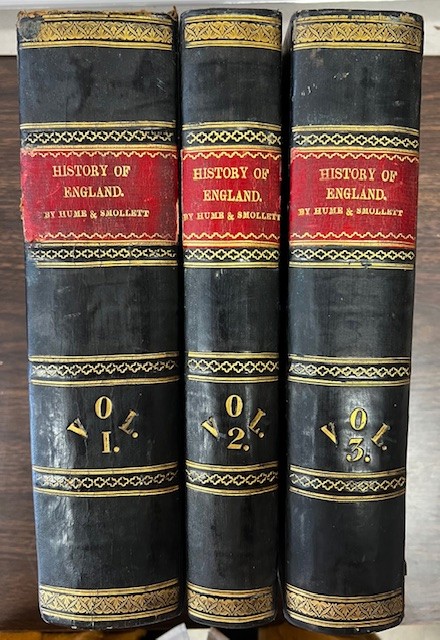 HISTORY OF
ENGLAND.
BY HUME & SMOLLETT
VOL.
1.
HISTORY OF
ENGLAND.
BY HUME & SMOLLETT
VOL.
2.
HISTORY OF
ENGLAND.
BY HUME & SMOLLETT
VOL.
3.